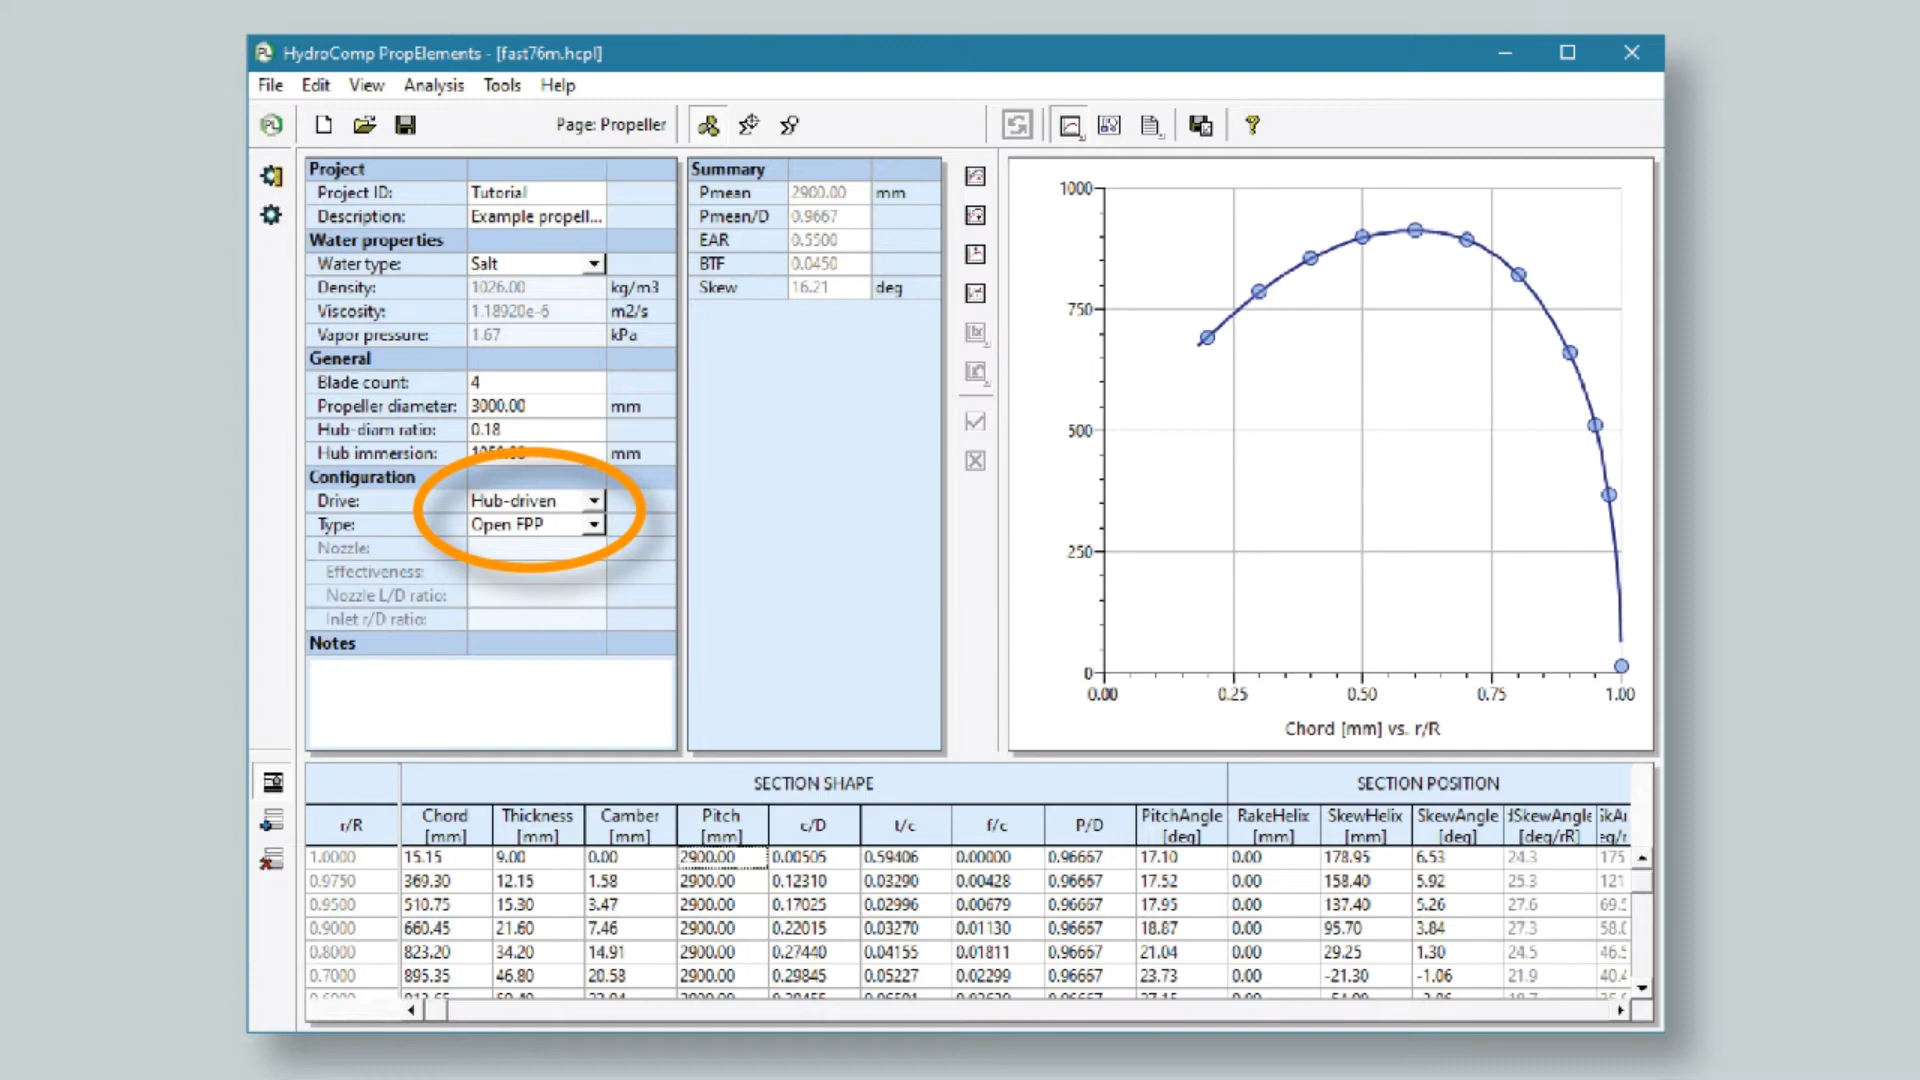 HydroComp PropElements - [fast76m.hcpl]
File Edit View Analysis Tools Help
Page: Propeller
Project
Project ID: Tutorial
Description: Example propell...
Water properties
Water type: Salt
Density: 1026.00 kg/m3
Viscosity: 1.18920e-6 m2/s
Vapor pressure: 1.67 kPa
General
Blade count: 4
Propeller diameter: 3000.00 mm
Hub-diam ratio: 0.18
Hub immersion: mm
Configuration
Drive: Hub-driven
Type: Open FPP
Nozzle:
Effectiveness:
Nozzle L/D ratio:
Inlet r/D ratio:
Notes
Summary
Pmean 2900.00 mm
Pmean/D 0.9667
EAR 0.5500
BTF 0.0450
Skew 16.21 deg
1000
750
500
250
0
0.00 0.25 0.50 0.75 1.00
Chord [mm] vs. r/R
SECTION SHAPE SECTION POSITION
r/R Chord [mm] Thickness [mm] Camber [mm] Pitch [mm] c/D t/c f/c P/D PitchAngle [deg] RakeHelix [mm] SkewHelix [mm] SkewAngle [deg] dSkewAngle [deg/rR]
1.0000 15.15 9.00 0.00 2900.00 0.00505 0.59406 0.00000 0.96667 17.10 0.00 178.95 6.53 24.3 175
0.9750 369.30 12.15 1.58 2900.00 0.12310 0.03290 0.00428 0.96667 17.52 0.00 158.40 5.92 25.3 121
0.9500 510.75 15.30 3.47 2900.00 0.17025 0.02996 0.00679 0.96667 17.95 0.00 137.40 5.26 27.6 69.5
0.9000 660.45 21.60 7.46 2900.00 0.22015 0.03270 0.01130 0.96667 18.87 0.00 95.70 3.84 27.3 58.0
0.8000 823.20 34.20 14.91 2900.00 0.27440 0.04155 0.01811 0.96667 21.04 0.00 29.25 1.30 24.5 46.5
0.7000 895.35 46.80 20.58 2900.00 0.29845 0.05227 0.02299 0.96667 23.73 0.00 -21.30 -1.06 21.9 40.4